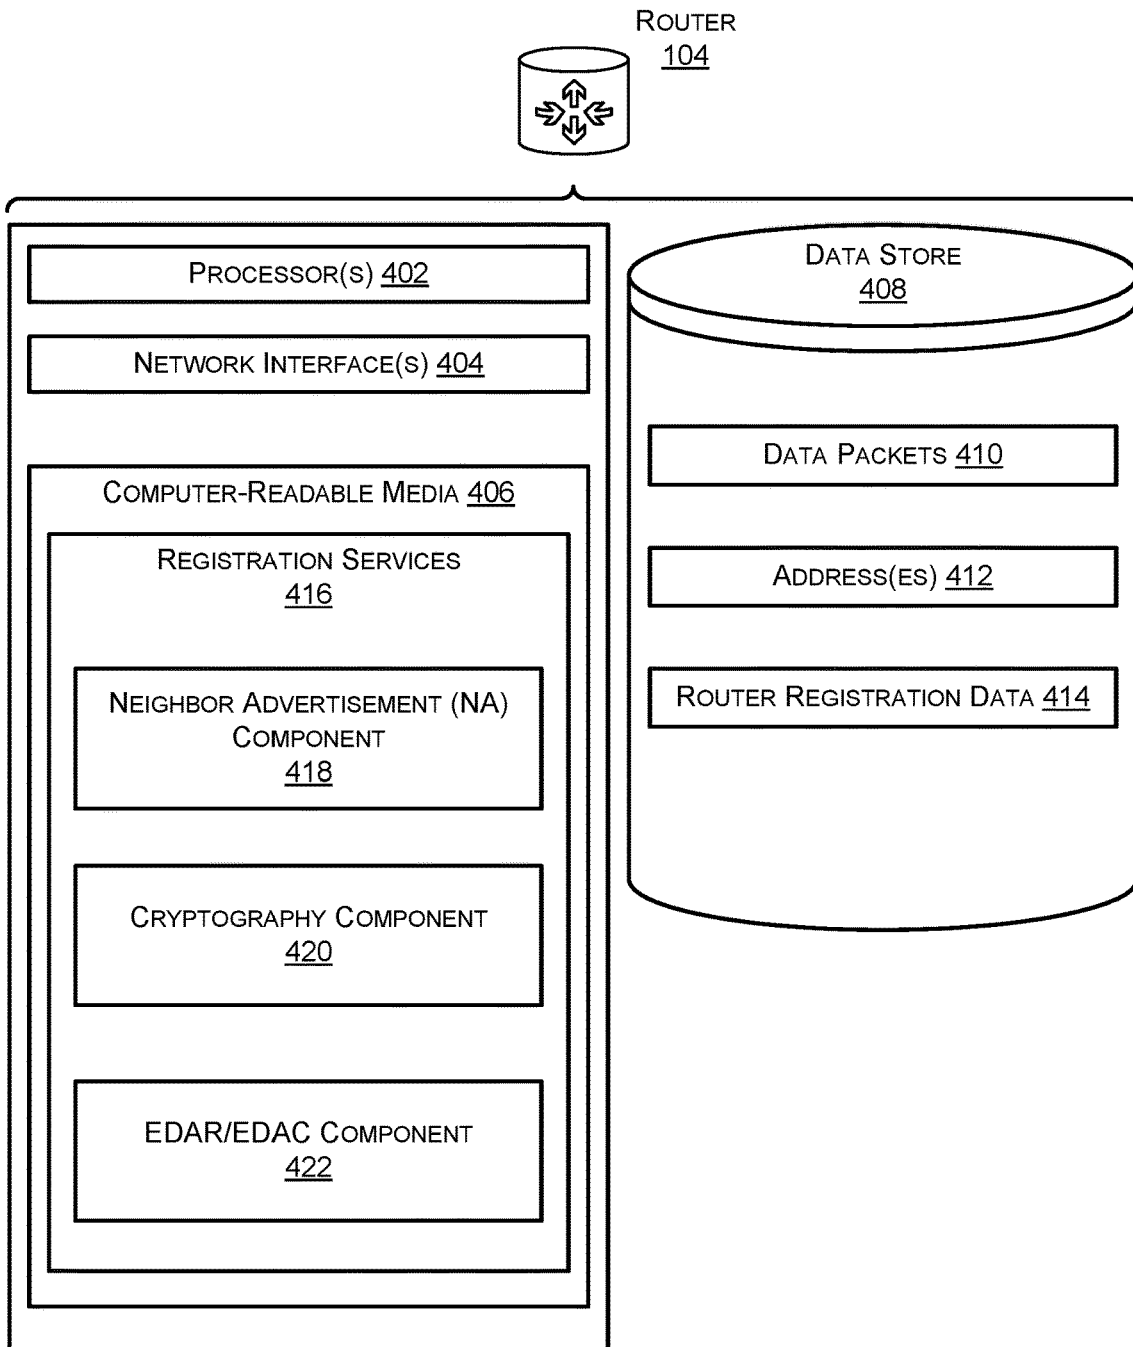 ROUTER
104
PROCESSOR(S) 402
NETWORK INTERFACE(S) 404
COMPUTER-READABLE MEDIA 406
REGISTRATION SERVICES
416
NEIGHBOR ADVERTISEMENT (NA)
COMPONENT
418
CRYPTOGRAPHY COMPONENT
420
EDAR/EDAC COMPONENT
422
DATA STORE
408
DATA PACKETS 410
ADDRESS(ES) 412
ROUTER REGISTRATION DATA 414